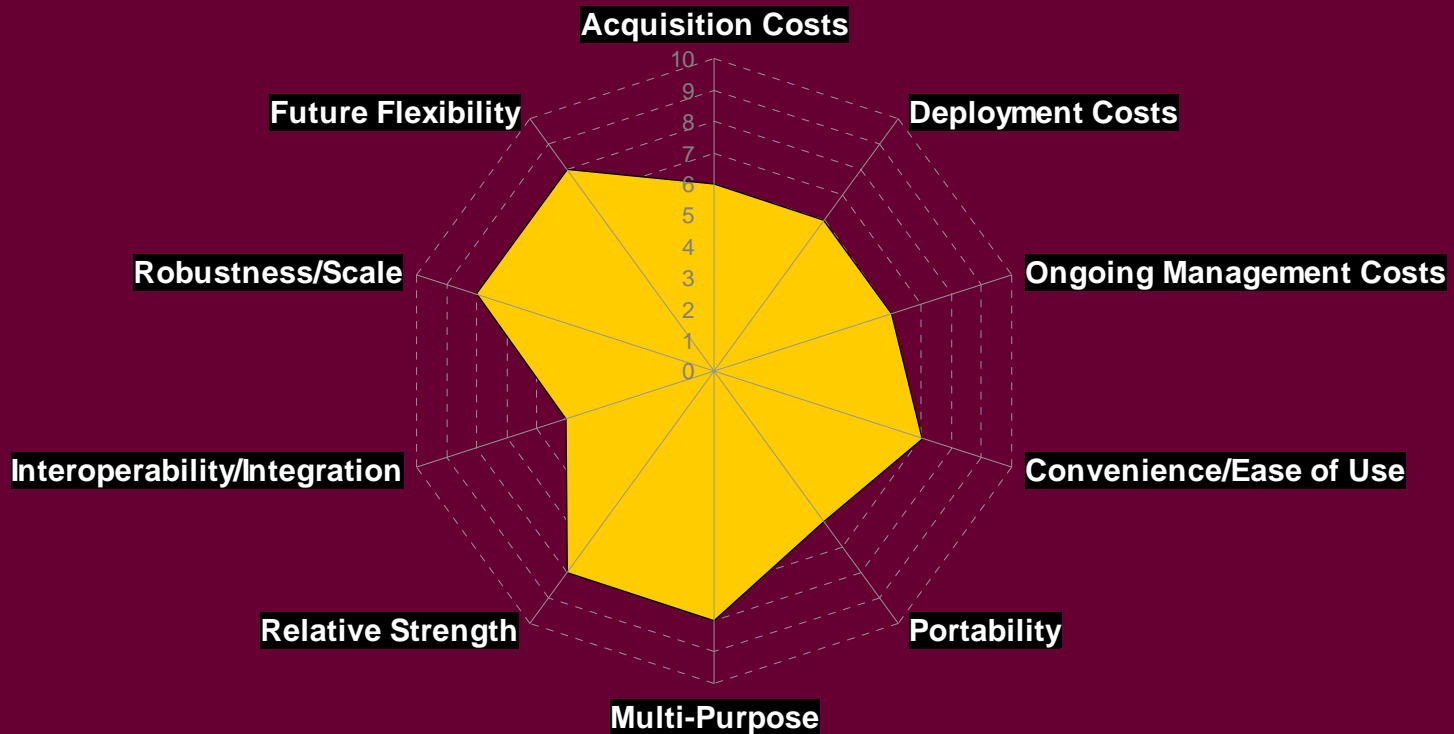 Acquisition Costs
10
9
8
7
6
5
4
3
2
1
0
Future Flexibility
Deployment Costs
Robustness/Scale
Ongoing Management Costs
Interoperability/Integration
Convenience/Ease of Use
Relative Strength
Portability
Multi-Purpose